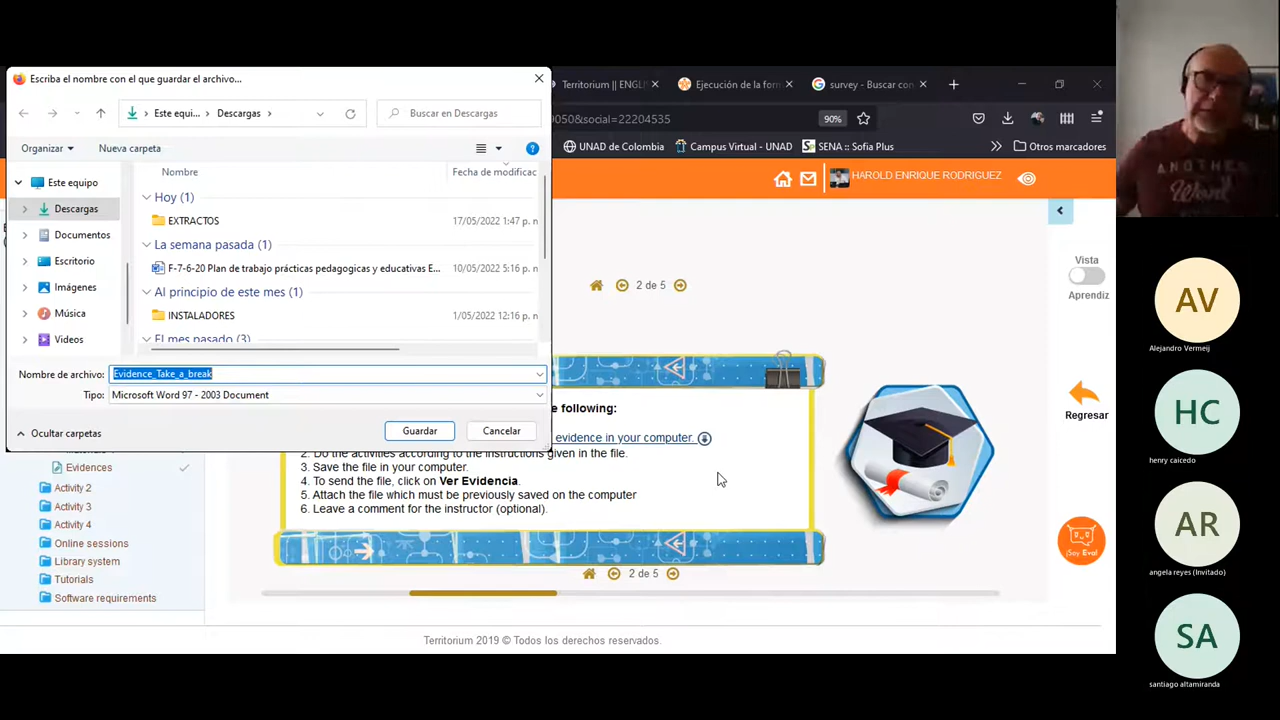 Escriba el nombre con el que guardar el archivo...
Territorium || ENGLI
Ejecución de la form
survey - Buscar con
Este equi...
Descargas
Buscar en Descargas
050&social=22204535
90%
Organizar
Nueva carpeta
UNAD de Colombia
Campus Virtual - UNAD
SENA :: Sofia Plus
Otros marcadores
Este equipo
Descargas
Documentos
Escritorio
Imágenes
Música
Videos
Nombre
Fecha de modificac
Hoy (1)
EXTRACTOS
17/05/2022 1:47 p. n
La semana pasada (1)
F-7-6-20 Plan de trabajo prácticas pedagogicas y educativas E...
10/05/2022 5:16 p. n
Al principio de este mes (1)
INSTALADORES
1/05/2022 12:16 p. n
El mes pasado (3)
HAROLD ENRIQUE RODRIGUEZ
Vista
Aprendiz
2 de 5
Nombre de archivo:
Evidence_Take_a_break
Tipo:
Microsoft Word 97 - 2003 Document
Ocultar carpetas
Guardar
Cancelar
e following:
evidence in your computer.
2. Do the activities according to the instructions given in the file.
3. Save the file in your computer.
4. To send the file, click on Ver Evidencia.
5. Attach the file which must be previously saved on the computer
6. Leave a comment for the instructor (optional).
2 de 5
Regresar
¡Soy Eva!
Evidences
Activity 2
Activity 3
Activity 4
Online sessions
Library system
Tutorials
Software requirements
Territorium 2019 © Todos los derechos reservados.
ANOTHER
Word
AV
Alejandro Vermeij
HC
henry caicedo
AR
angela reyes (Invitado)
SA
santiago altamiranda